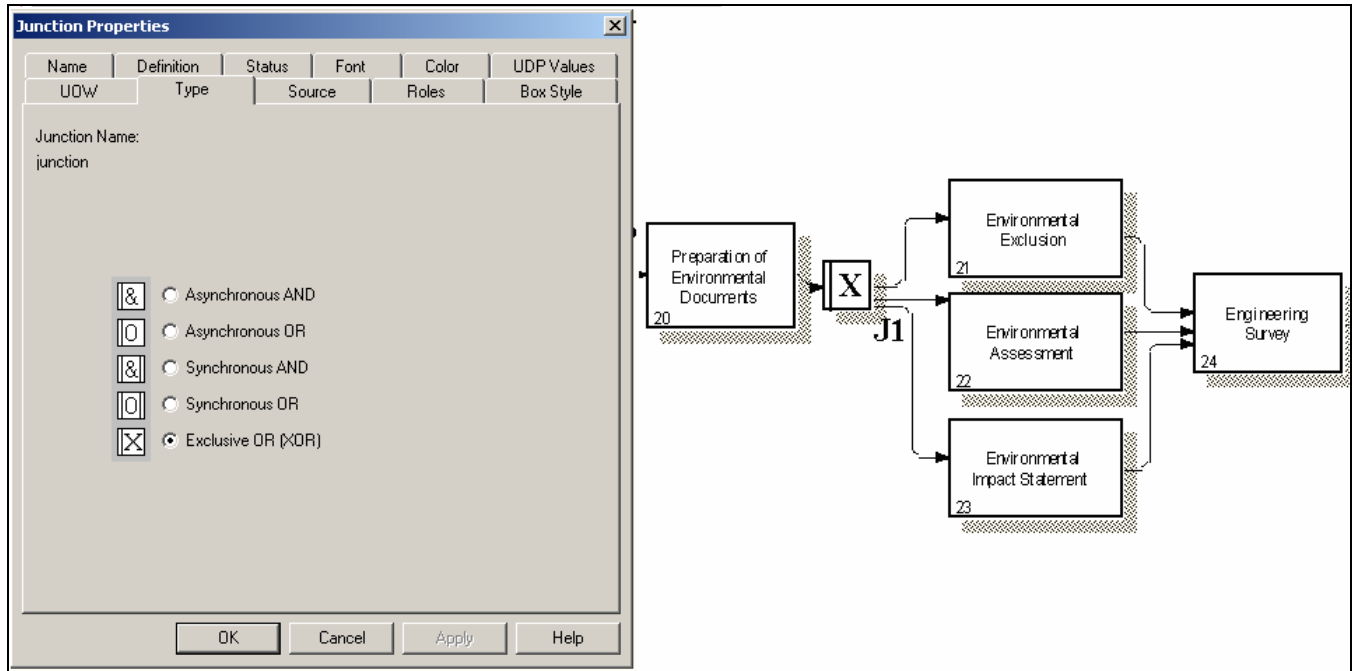 Junction Properties
Name
Definition
Status
Font
Color
UDP Values
UOW
Type
Source
Roles
Box Style
Junction Name:
junction
& Asynchronous AND
O Asynchronous OR
& Synchronous AND
O Synchronous OR
X Exclusive OR (XOR)
OK
Cancel
Apply
Help
Preparation of
Environmental
Documents
20
X
J1
Environmental
Exclusion
21
Environmental
Assessment
22
Environmental
Impact Statement
23
Engineering
Survey
24